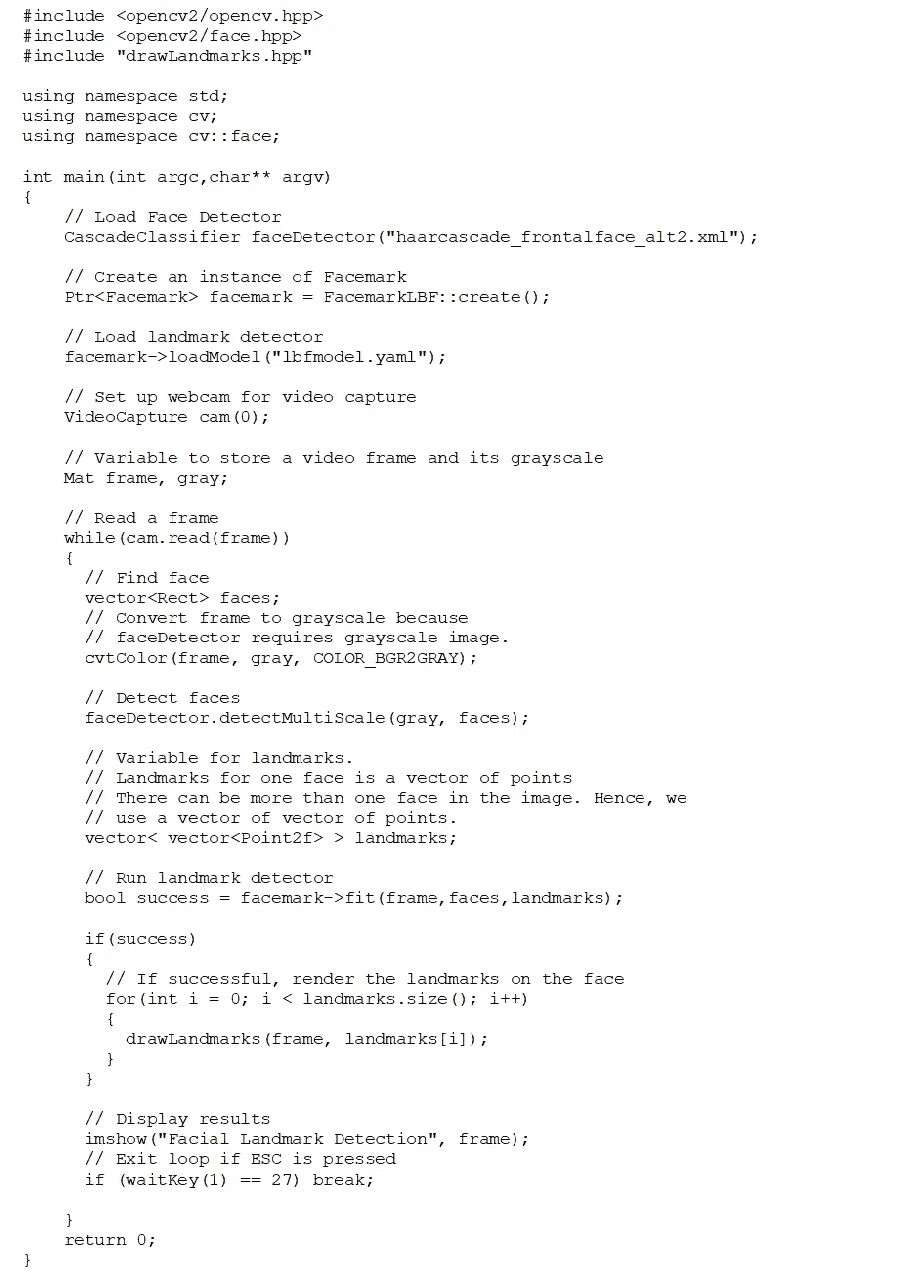 #include <opencv2/opencv.hpp>
#include <opencv2/face.hpp>
#include "drawLandmarks.hpp"

using namespace std;
using namespace cv;
using namespace cv::face;

int main(int argc,char** argv)
{
    // Load Face Detector
    CascadeClassifier faceDetector("haarcascade_frontalface_alt2.xml");

    // Create an instance of Facemark
    Ptr<Facemark> facemark = FacemarkLBF::create();

    // Load landmark detector
    facemark->loadModel("lbfmodel.yaml");

    // Set up webcam for video capture
    VideoCapture cam(0);

    // Variable to store a video frame and its grayscale
    Mat frame, gray;

    // Read a frame
    while(cam.read(frame))
    {
      // Find face
      vector<Rect> faces;
      // Convert frame to grayscale because
      // faceDetector requires grayscale image.
      cvtColor(frame, gray, COLOR_BGR2GRAY);

      // Detect faces
      faceDetector.detectMultiScale(gray, faces);

      // Variable for landmarks.
      // Landmarks for one face is a vector of points
      // There can be more than one face in the image. Hence, we
      // use a vector of vector of points.
      vector< vector<Point2f> > landmarks;

      // Run landmark detector
      bool success = facemark->fit(frame,faces,landmarks);

      if(success)
      {
        // If successful, render the landmarks on the face
        for(int i = 0; i < landmarks.size(); i++)
        {
          drawLandmarks(frame, landmarks[i]);
        }
      }

      // Display results
      imshow("Facial Landmark Detection", frame);
      // Exit loop if ESC is pressed
      if (waitKey(1) == 27) break;

    }
    return 0;
}